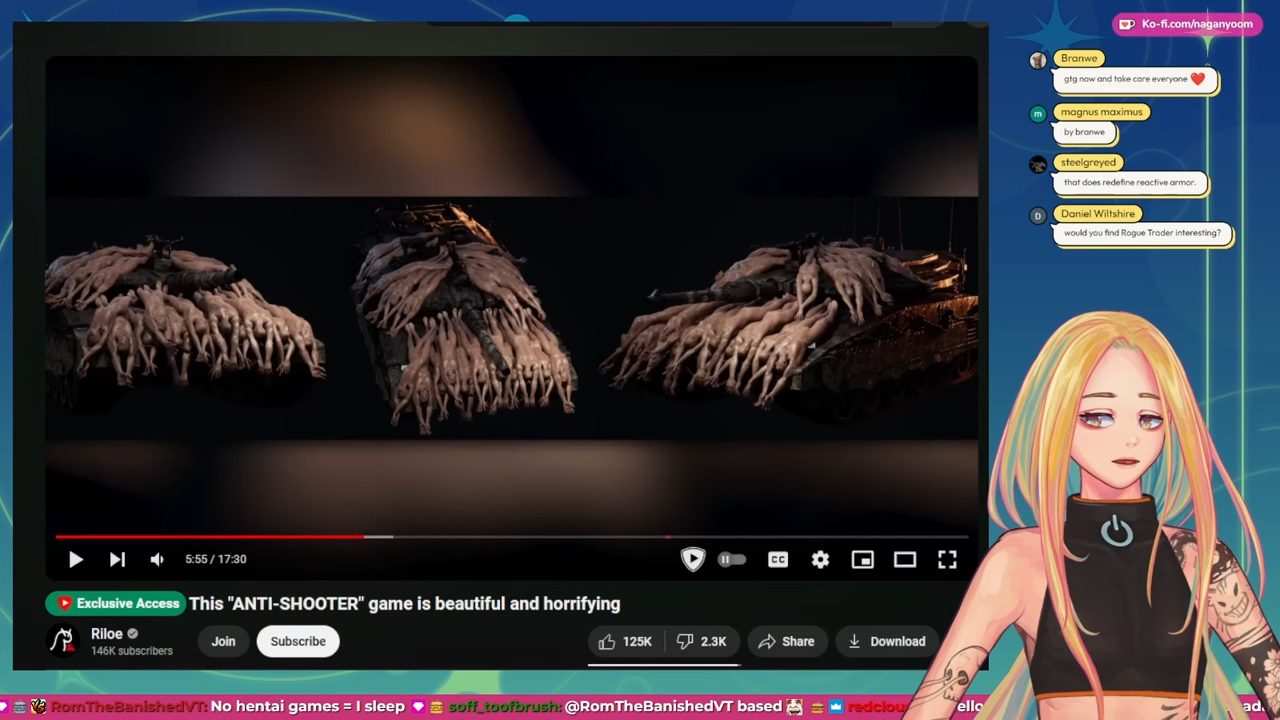 Ko-fi.com/naganyoom
Branwe
gtg now and take care everyone ❤️
m
magnus maximus
by branwe
steelgreyed
that does redefine reactive armor.
D
Daniel Wiltshire
would you find Rogue Trader interesting?
5:55 / 17:30
CC
Exclusive Access
This "ANTI-SHOOTER" game is beautiful and horrifying
Riloe
146K subscribers
Join
Subscribe
125K
2.3K
Share
Download
RomTheBanishedVT: No hentai games = I sleep
soff_toofbrush: @RomTheBanishedVT based